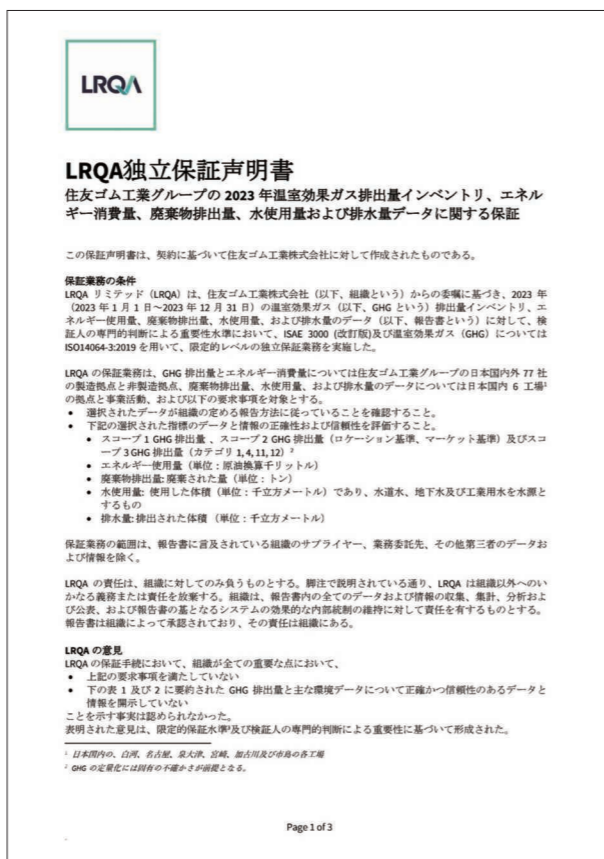 LRQA
LRQA独立保証声明書
住友ゴム工業グループの 2023 年温室効果ガス排出量インベントリ、エネル
ギー消費量、廃棄物排出量、水使用量および排水量データに関する保証
この保証声明書は、契約に基づいて住友ゴム工業株式会社に対して作成されたものである。
保証業務の条件
LRQA リミテッド（LRQA）は、住友ゴム工業株式会社（以下、組織という）からの委嘱に基づき、2023 年
（2023 年 1 月 1 日～2023 年 12 月 31 日）の温室効果ガス（以下、GHG という）排出量インベントリ、エ
ネルギー使用量、廃棄物排出量、水使用量、および排水量のデータ（以下、報告書という）に対して、検
証人の専門的判断による重要性水準において、ISAE 3000 (改訂版)及び温室効果ガス（GHG）については
ISO14064-3:2019 を用いて、限定的レベルの独立保証業務を実施した。
LRQA の保証業務は、GHG 排出量とエネルギー消費量については住友ゴム工業グループの日本国内外 77 社
の製造拠点と非製造拠点、廃棄物排出量、水使用量、および排水量のデータについては日本国内 6 工場¹
の拠点と事業活動、および以下の要求事項を対象とする。
• 選択されたデータが組織の定める報告方法に従っていることを確認すること。
• 下記の選択された指標のデータ・情報の正確性および信頼性を評価すること。
• スコープ 1 GHG 排出量 、スコープ 2 GHG 排出量（ロケーション基準、マーケット基準）及びスコ
ープ 3 GHG 排出量（カテゴリ 1, 4, 11, 12）²
• エネルギー使用量（単位：原油換算千リットル）
• 廃棄物排出量: 廃棄された量（単位：トン）
• 水使用量: 使用した体積（単位：千立方メートル）であり、水道水、地下水及び工業用水を水源とす
るもの
• 排水量: 排出された体積 （単位：千立方メートル）
保証業務の範囲は、報告書に言及されている組織のサプライヤー、業務委託先、その他第三者のデータお
よび情報を除く。
LRQA の責任は、組織に対してのみ負うものとする。脚注で説明されている通り、LRQA は組織以外へのい
かなる義務または責任を放棄する。組織は、報告書内の全てのデータおよび情報の収集、集計、分析およ
び公表、および報告書の基となるシステムの効果的な内部統制の維持に対して責任を有するものとする。
報告書は組織によって承認されており、その責任は組織にある。
LRQA の意見
LRQA の保証手続において、組織が全ての重要な点において、
• 上記の要求事項を満たしていない
• 下の表 1 及び 2 に要約された GHG 排出量と主な環境データについて正確かつ信頼性のあるデータと
情報を開示していない
ことを示す事実は認められなかった。
表明された意見は、限定的保証水準³及び検証人の専門的判断による重要性に基づいて形成された。
¹ 日本国内の、白河、名古屋、泉大津、宮崎、加古川及び市島の各工場
² GHG の定量化には固有の不確かさが前提となる。
Page 1 of 3